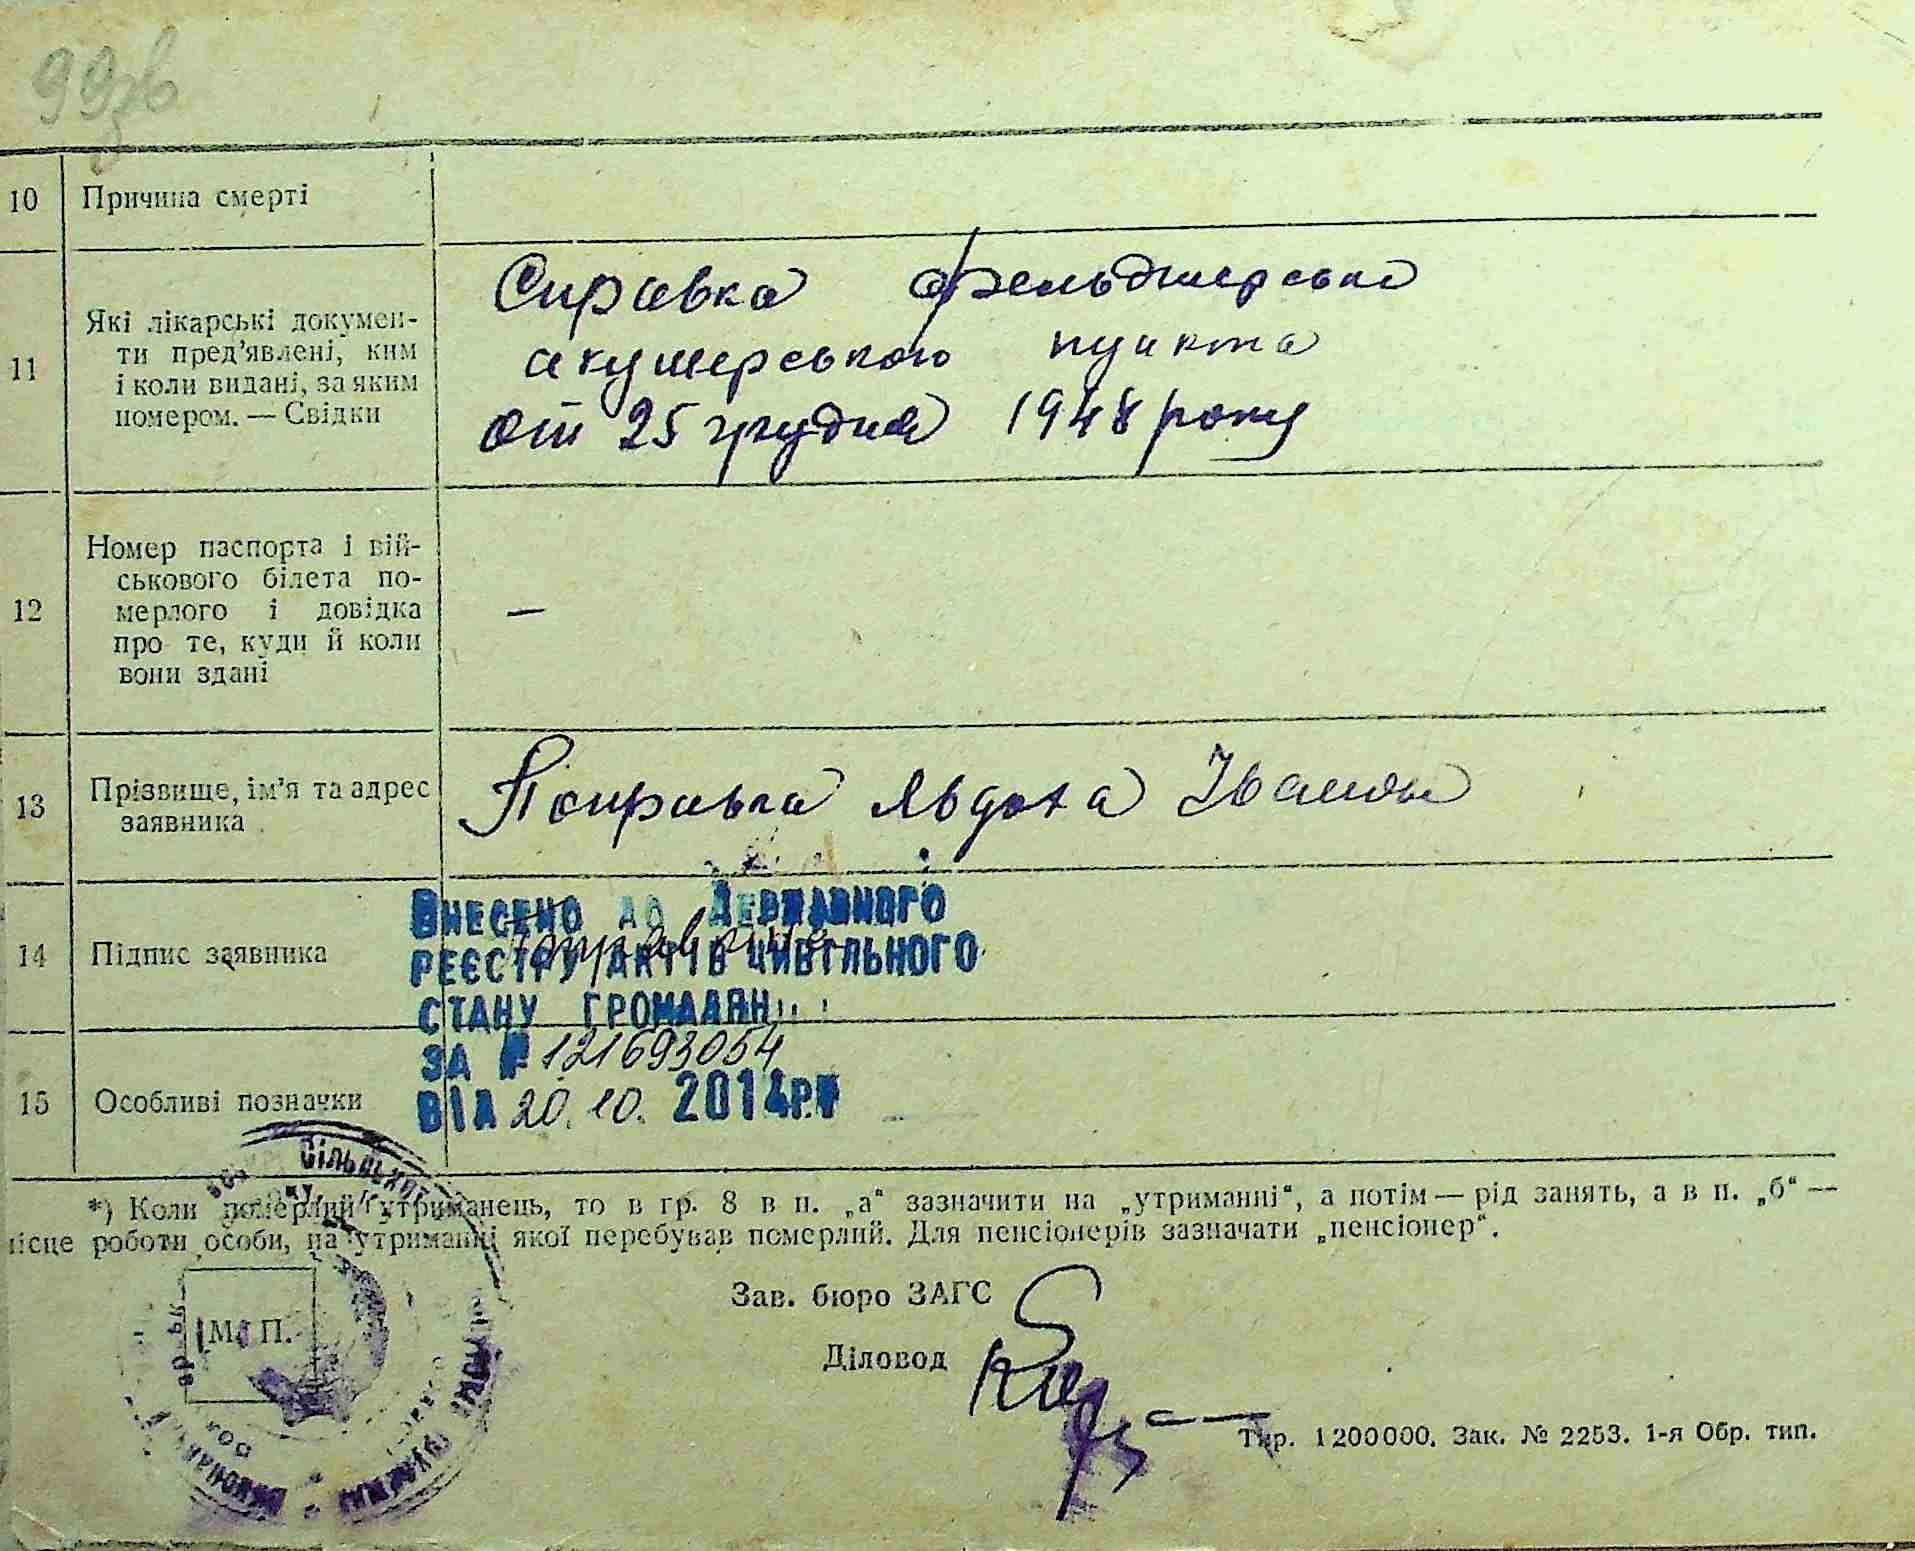 99зв
10 Причина смерті
11 Які лікарські докумен-
ти пред'явлені, ким
і коли видані, за яким
номером. — Свідки
Справка фельдшерсько
акушерського пункта
от 25 грудня 1948 року
12 Номер паспорта і вій-
ськового білета по-
мерлого і довідка
про те, куди й коли
вони здані
—
13 Прізвище, ім'я та адрес
заявника
Поправка Явдоха Іванов
14 Підпис заявника
ВНЕСЕНО ДО ДЕРЖАВНОГО
РЕЄСТРУ АКТІВ ЦИВІЛЬНОГО
СТАНУ ГРОМАДЯН
ЗА № 121693054
ВІД 20.10. 2014р.
15 Особливі позначки
*) Коли померлий утриманець, то в гр. 8 в п. „а“ зазначити на „утриманні“, а потім — рід занять, а в п. „б“ —
місце роботи особи, на утриманні якої перебував померлий. Для пенсіонерів зазначати „пенсіонер“.
Зав. бюро ЗАГС
М. П.
Діловод
Тир. 1200000. Зак. № 2253. 1-я Обр. тип.